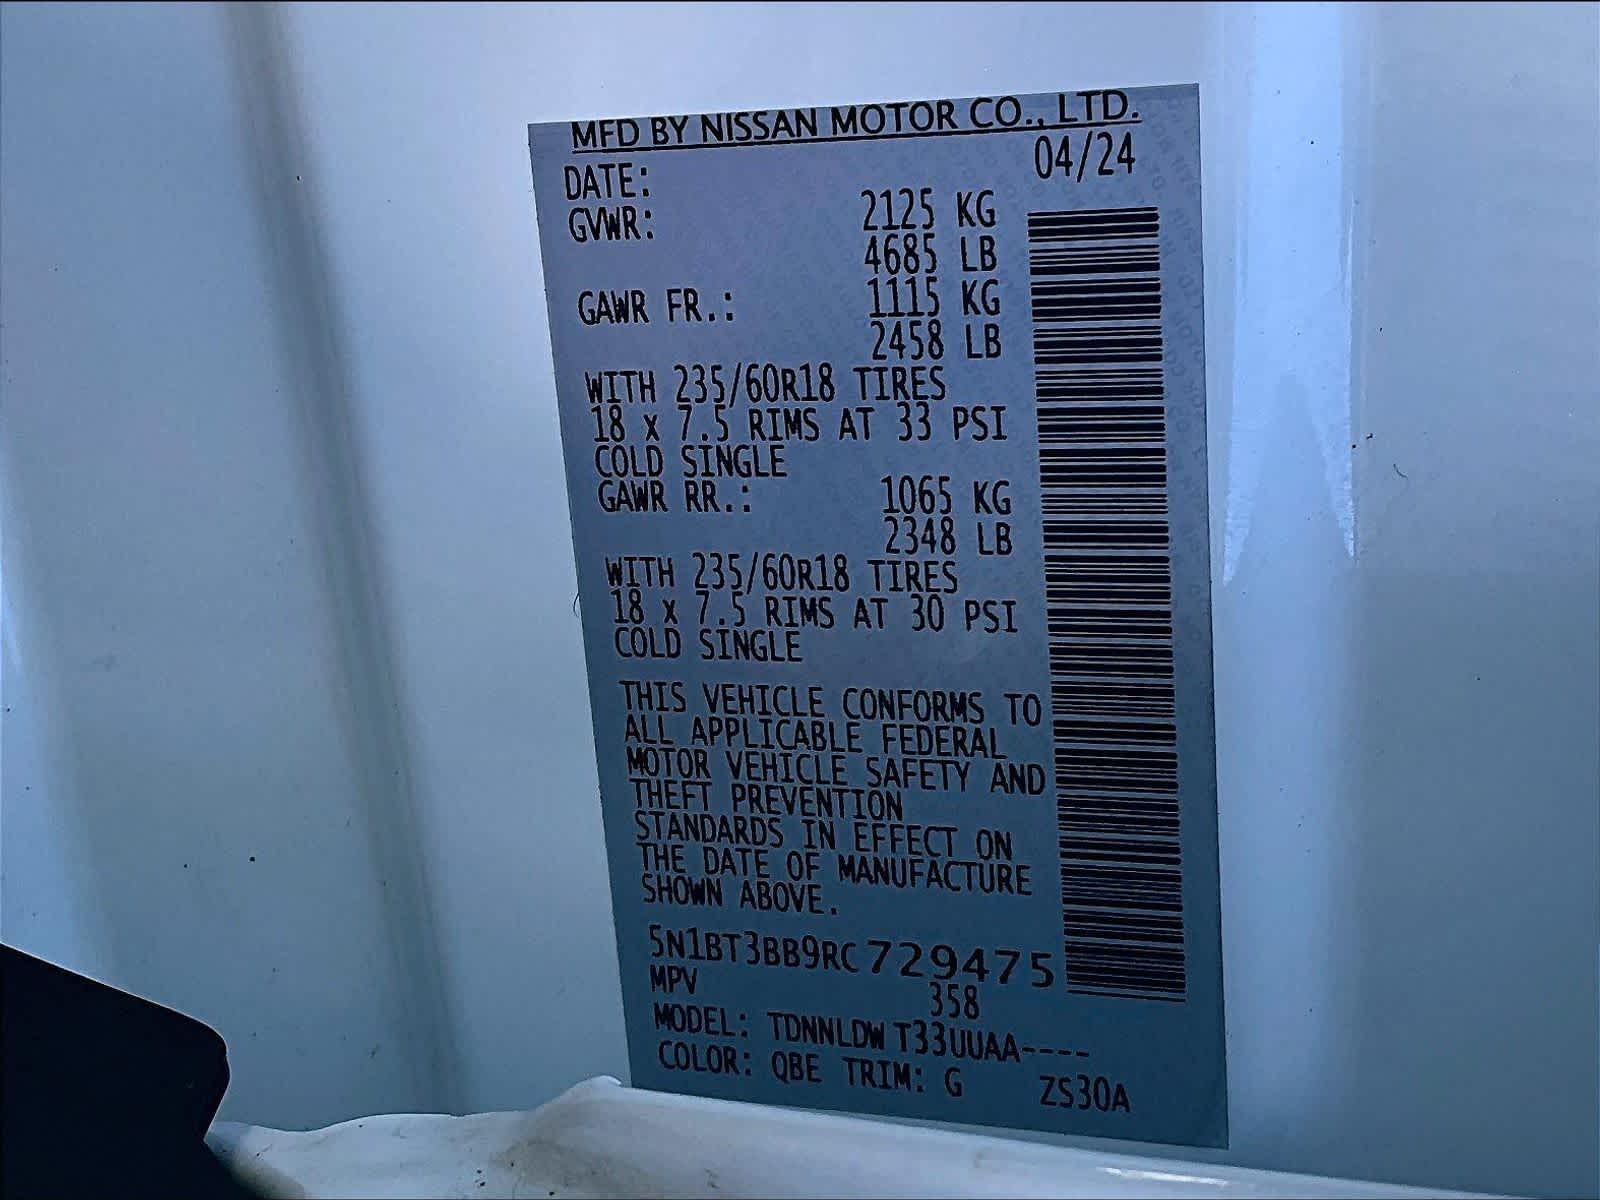 MFD BY NISSAN MOTOR CO., LTD.
DATE: 04/24
GVWR: 2125 KG
4685 LB
GAWR FR.: 1115 KG
2458 LB
WITH 235/60R18 TIRES
18 x 7.5 RIMS AT 33 PSI
COLD SINGLE
GAWR RR.: 1065 KG
2348 LB
WITH 235/60R18 TIRES
18 x 7.5 RIMS AT 30 PSI
COLD SINGLE
THIS VEHICLE CONFORMS TO
ALL APPLICABLE FEDERAL
MOTOR VEHICLE SAFETY AND
THEFT PREVENTION
STANDARDS IN EFFECT ON
THE DATE OF MANUFACTURE
SHOWN ABOVE.
5N1BT3BB9RC729475
MPV 358
MODEL: TDNNLDW T33UUAA----
COLOR: QBE TRIM: G ZS30A